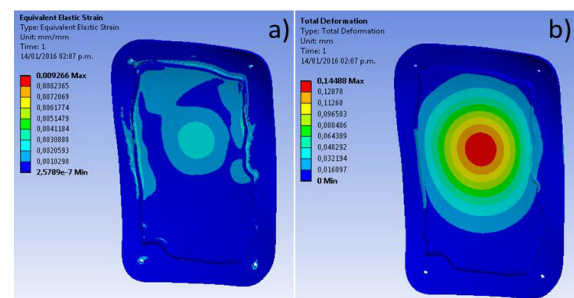 Equivalent Elastic Strain
Type: Equivalent Elastic Strain
Unit: mm/mm
Time: 1
14/01/2016 02:07 p.m.
0,009266 Max
0,0082365
0,0072069
0,0061774
0,0051479
0,0041184
0,0030888
0,0020593
0,0010298
2,5789e-7 Min
a)
Total Deformation
Type: Total Deformation
Unit: mm
Time: 1
14/01/2016 02:07 p.m.
0,14488 Max
0,12878
0,11268
0,096583
0,080486
0,064389
0,048292
0,032194
0,016097
0 Min
b)